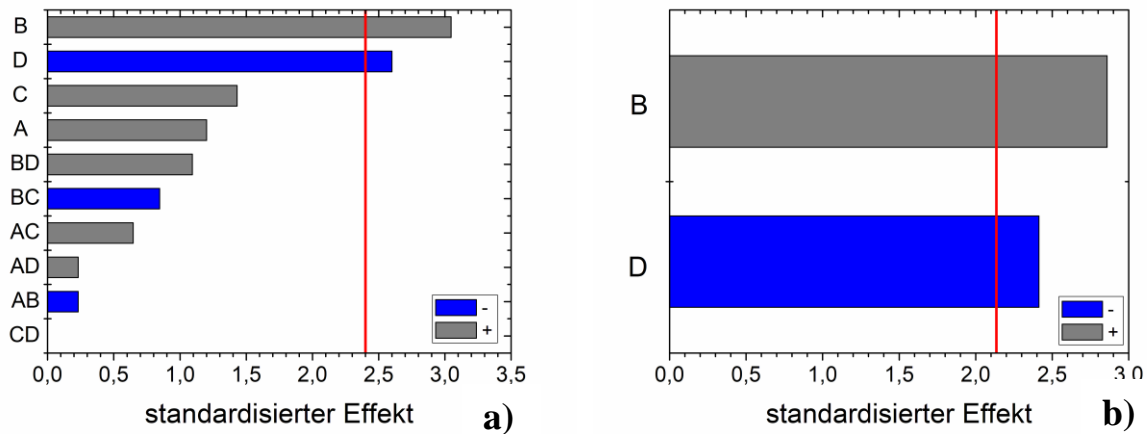 B
D
C
A
BD
BC
AC
AD
AB
CD
-
+
0,0 0,5 1,0 1,5 2,0 2,5 3,0 3,5
standardisierter Effekt
a)
B
D
-
+
0,0 0,5 1,0 1,5 2,0 2,5 3,0
standardisierter Effekt
b)